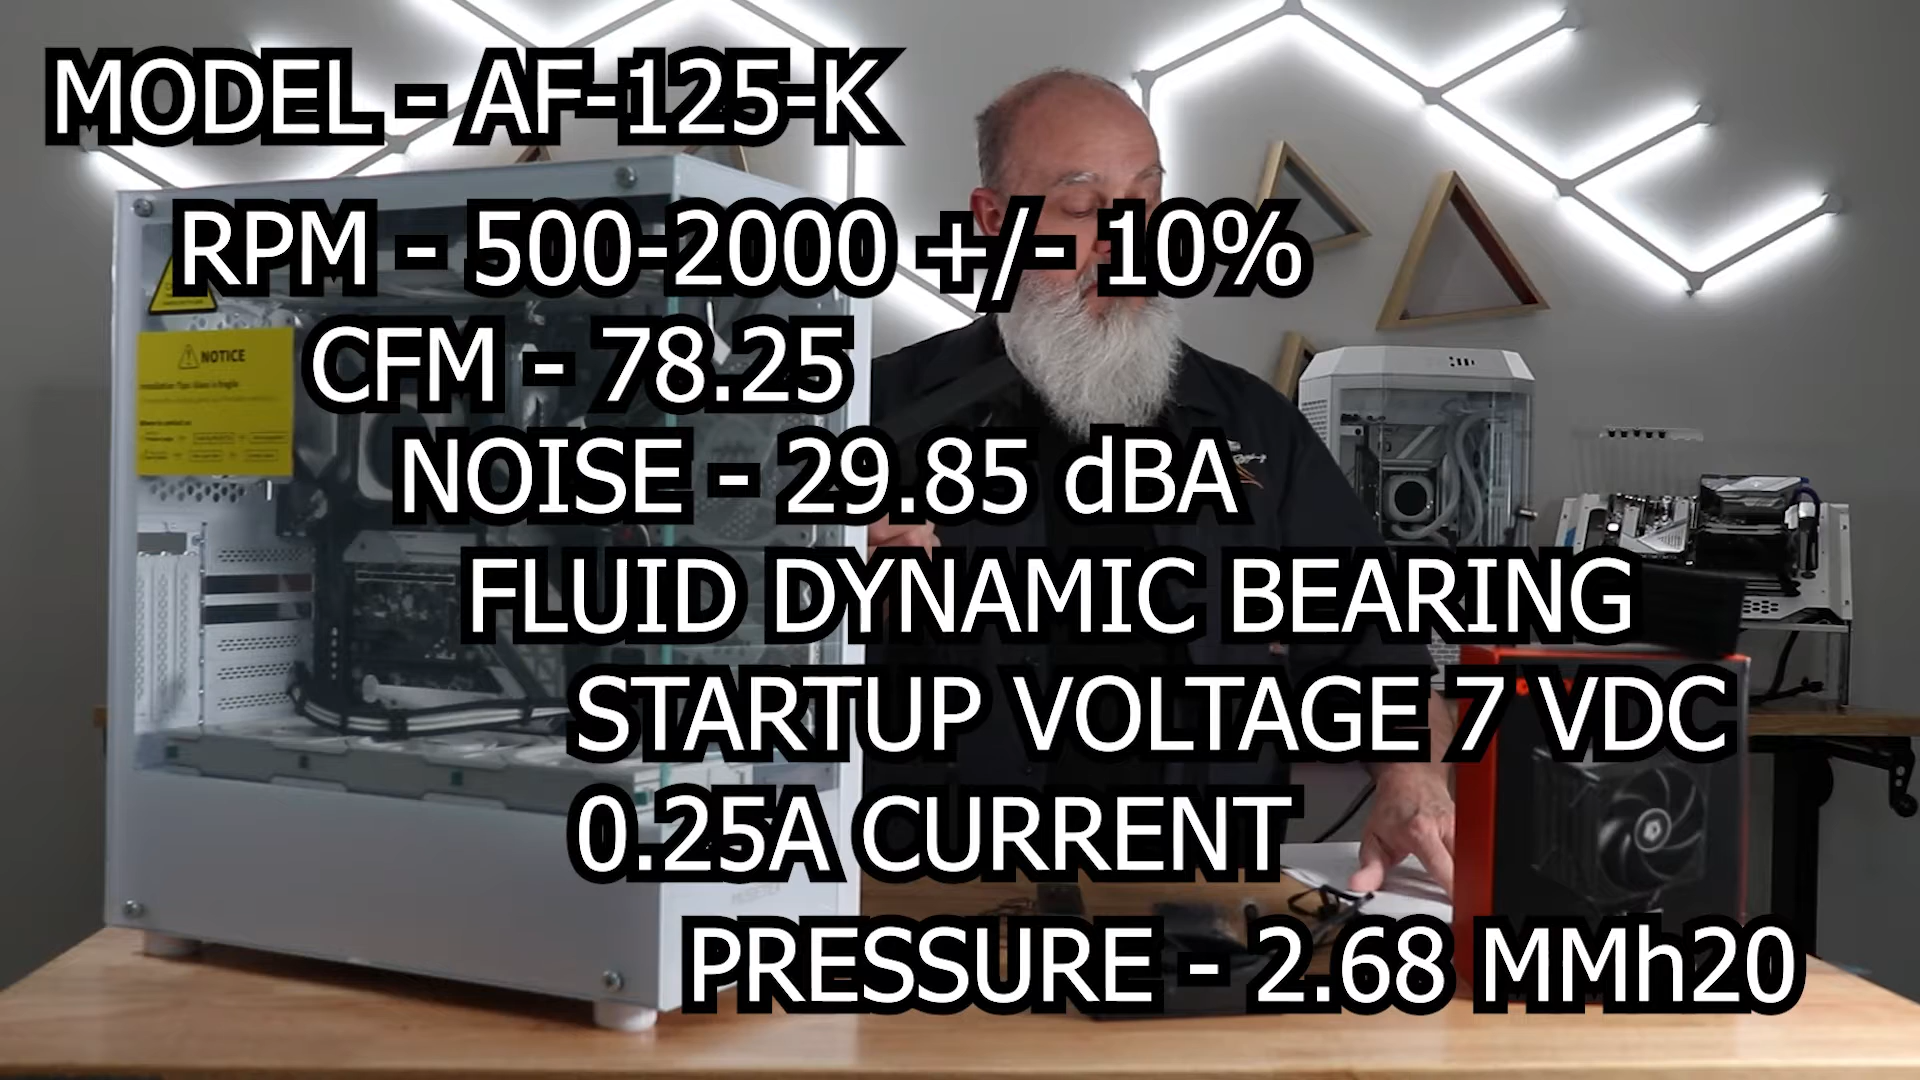 MODEL - AF-125-K
RPM - 500-2000 +/- 10%
CFM - 78.25
NOTICE
NOISE - 29.85 dBA
FLUID DYNAMIC BEARING
STARTUP VOLTAGE 7 VDC
0.25A CURRENT
PRESSURE - 2.68 MMh20